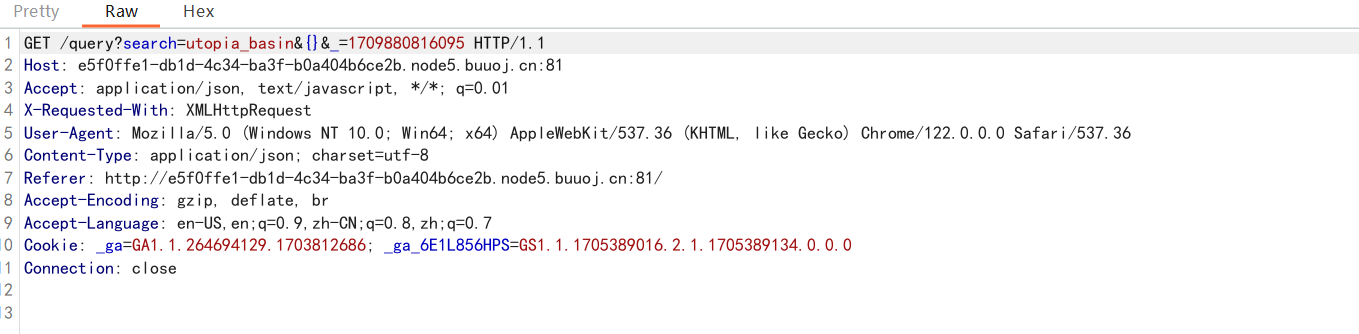 Pretty Raw Hex
1 GET /query?search=utopia_basin&{}&_=1709880816095 HTTP/1.1
2 Host: e5f0ffe1-db1d-4c34-ba3f-b0a404b6ce2b.node5.buuoj.cn:81
3 Accept: application/json, text/javascript, */*; q=0.01
4 X-Requested-With: XMLHttpRequest
5 User-Agent: Mozilla/5.0 (Windows NT 10.0; Win64; x64) AppleWebKit/537.36 (KHTML, like Gecko) Chrome/122.0.0.0 Safari/537.36
6 Content-Type: application/json; charset=utf-8
7 Referer: http://e5f0ffe1-db1d-4c34-ba3f-b0a404b6ce2b.node5.buuoj.cn:81/
8 Accept-Encoding: gzip, deflate, br
9 Accept-Language: en-US,en;q=0.9,zh-CN;q=0.8,zh;q=0.7
10 Cookie: _ga=GA1.1.264694129.1703812686; _ga_6E1L856HPS=GS1.1.1705389016.2.1.1705389134.0.0.0
11 Connection: close
12
13